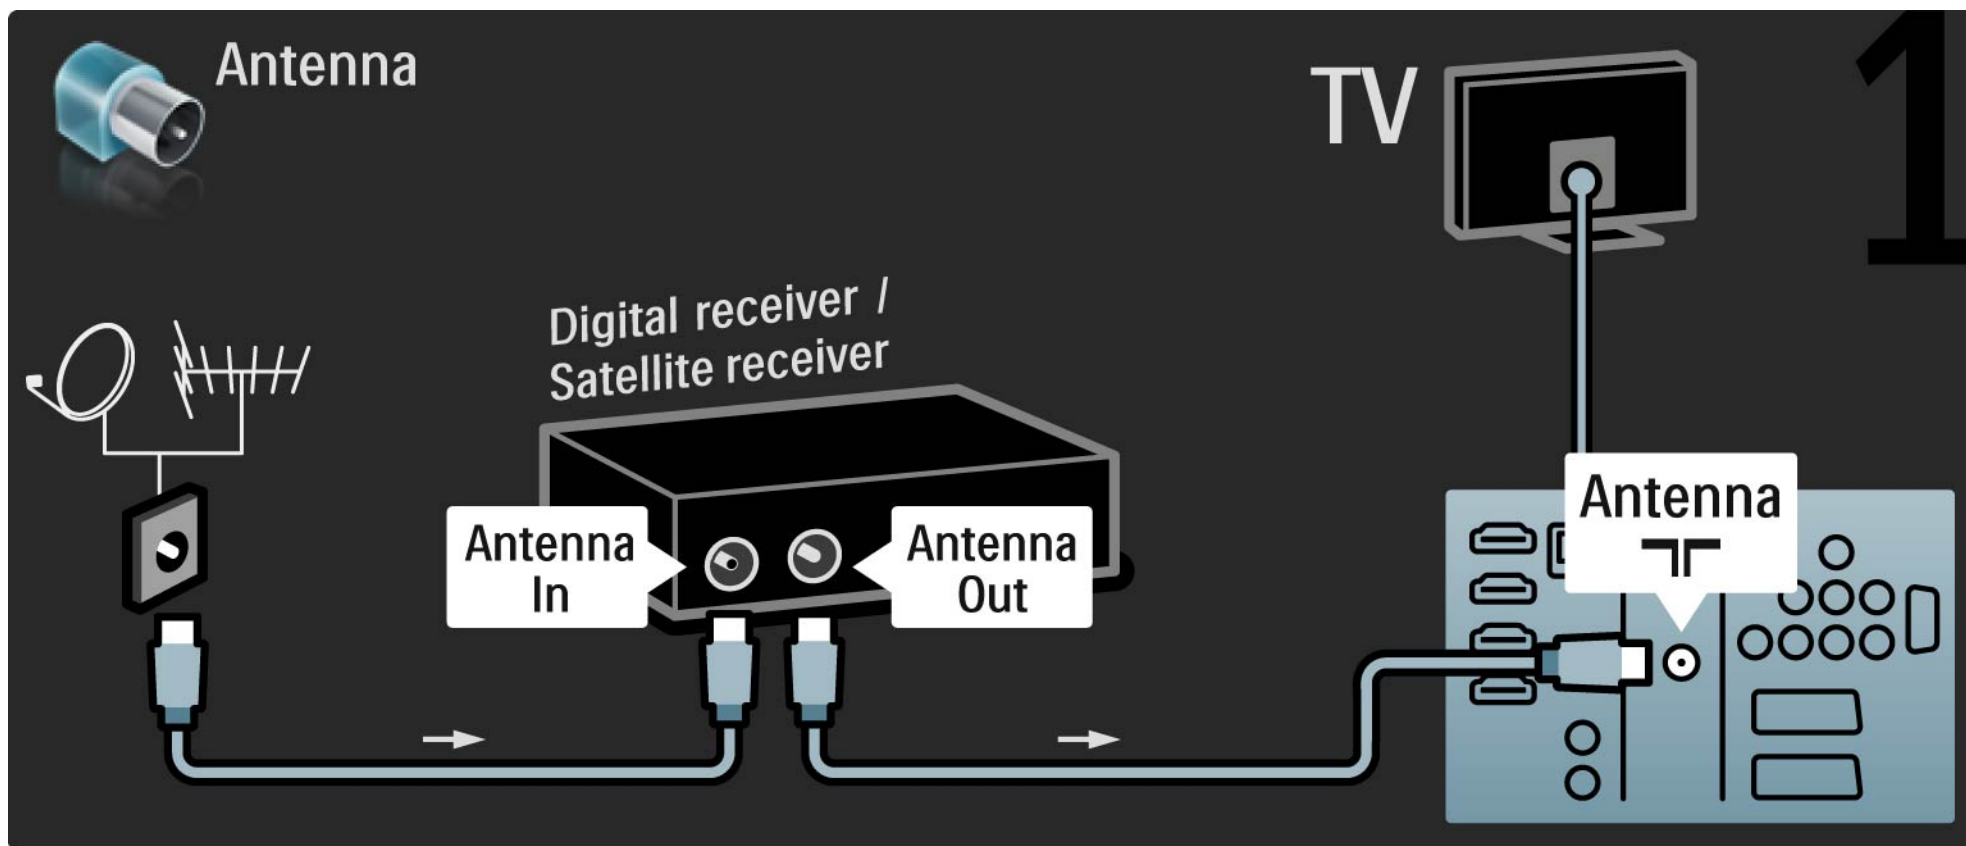 Antenna
TV
1
Digital receiver /
Satellite receiver
Antenna
In
Antenna
Out
Antenna